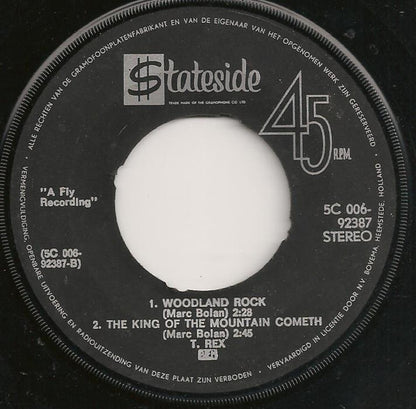 ALLE RECHTEN VAN DE GRAMOFOONPLATENFABRIKANT EN VAN DE EIGENAAR VAN HET OPGENOMEN WERK ZIJN GERESERVEERD
$tateside
TRADE MARK OF THE GRAMOPHONE CO LTD
45
R.P.M.
"A Fly
Recording"
5C 006-
92387
STEREO
(5C 006-
92387-B)
1. WOODLAND ROCK
(Marc Bolan) 2:28
2. THE KING OF THE MOUNTAIN COMETH
(Marc Bolan) 2:45
T. REX
VERMENIGVULDIGING, OPENBARE UITVOERING EN RADIOUITZENDING VAN DEZE PLAAT ZIJN VERBODEN
VERVAARDIGD IN LICENTIE DOOR N.V. BOVEMA, HEEMSTEDE, HOLLAND